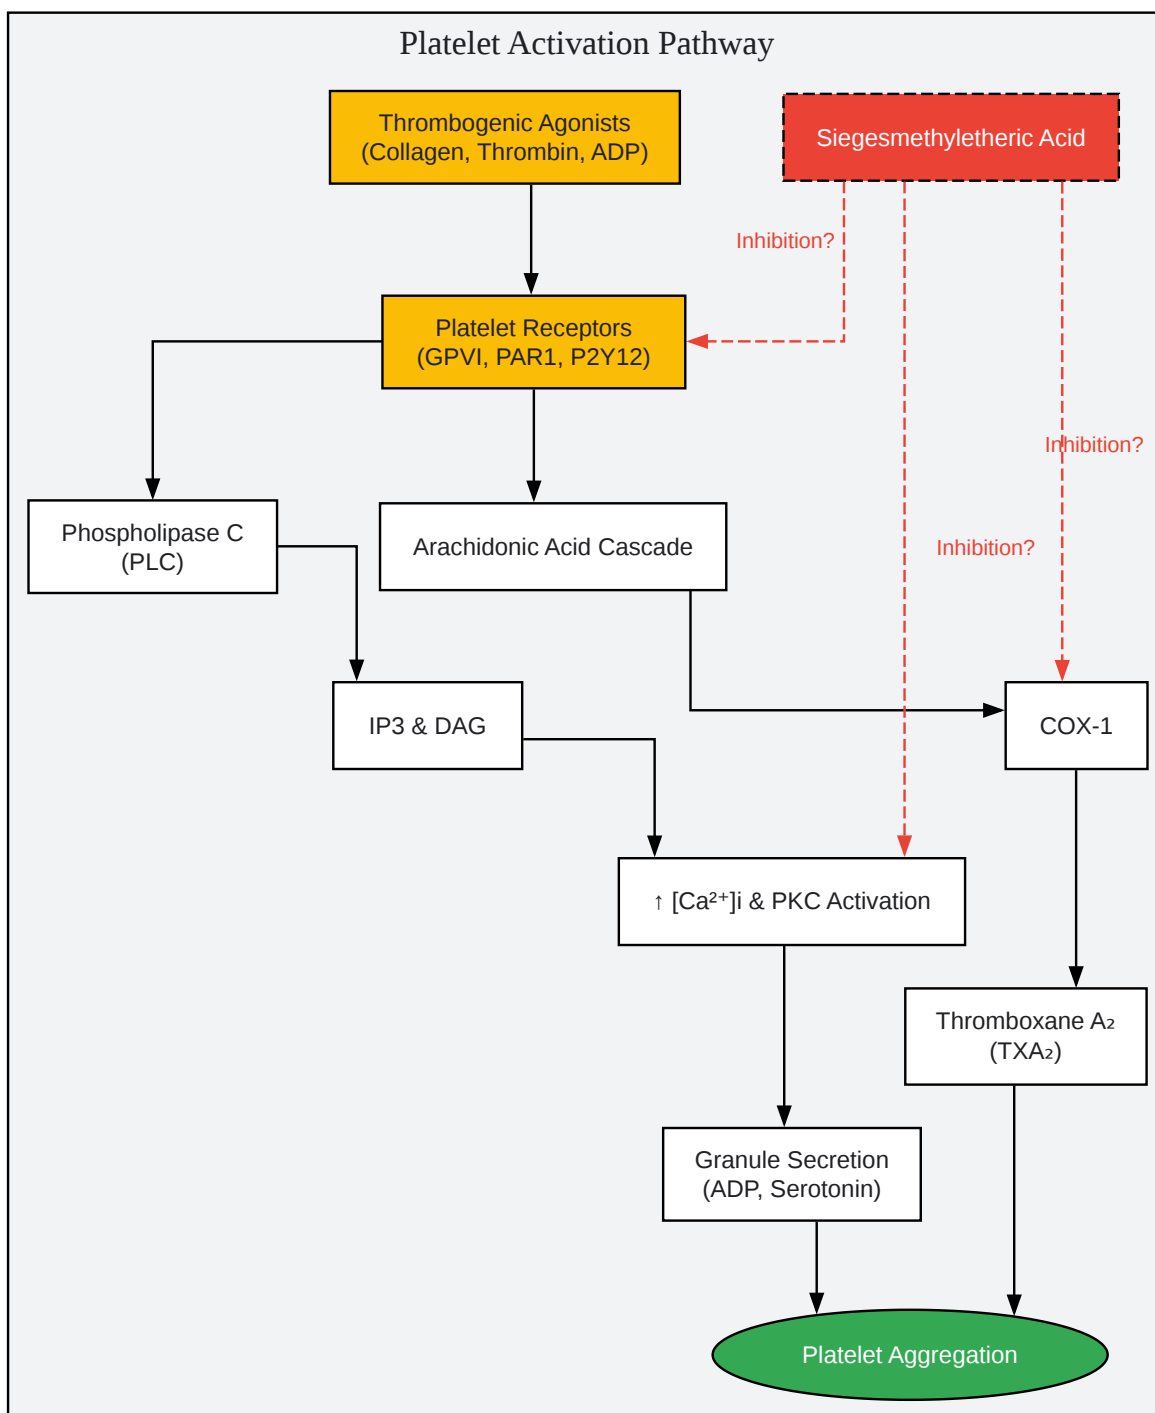 Platelet Activation Pathway
Thrombogenic Agonists
(Collagen, Thrombin, ADP)
Siegesmethyletheric Acid
Inhibition?
Platelet Receptors
(GPVI, PAR1, P2Y12)
Inhibition?
Phospholipase C
(PLC)
Arachidonic Acid Cascade
Inhibition?
IP3 & DAG
COX-1
↑ [Ca²⁺]i & PKC Activation
Thromboxane A₂
(TXA₂)
Granule Secretion
(ADP, Serotonin)
Platelet Aggregation